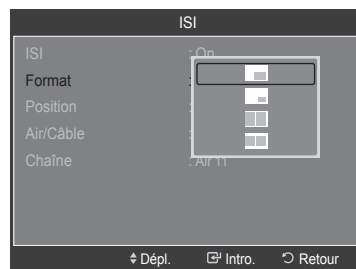 ISI
ISI : On
Format :
Position :
Air/Câble :
Chaîne : Air 11
Dépl. Intro. Retour